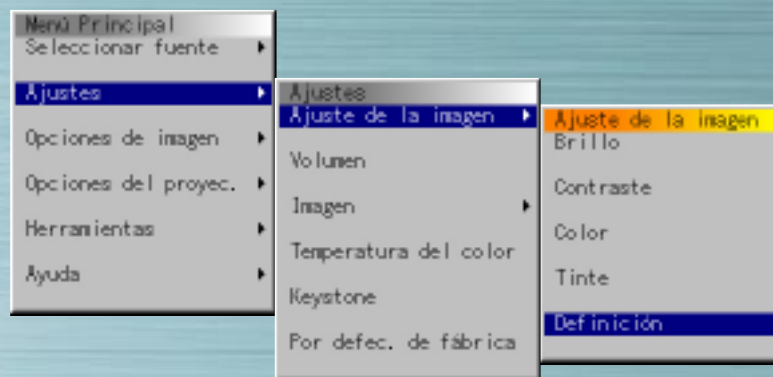 Menú Principal
Seleccionar fuente
Ajustes
Opciones de imagen
Opciones del proyec.
Herramientas
Ayuda
Ajustes
Ajuste de la imagen
Volumen
Imagen
Temperatura del color
Keystone
Por defec. de fábrica
Ajuste de la imagen
Brillo
Contraste
Color
Tinte
Definición